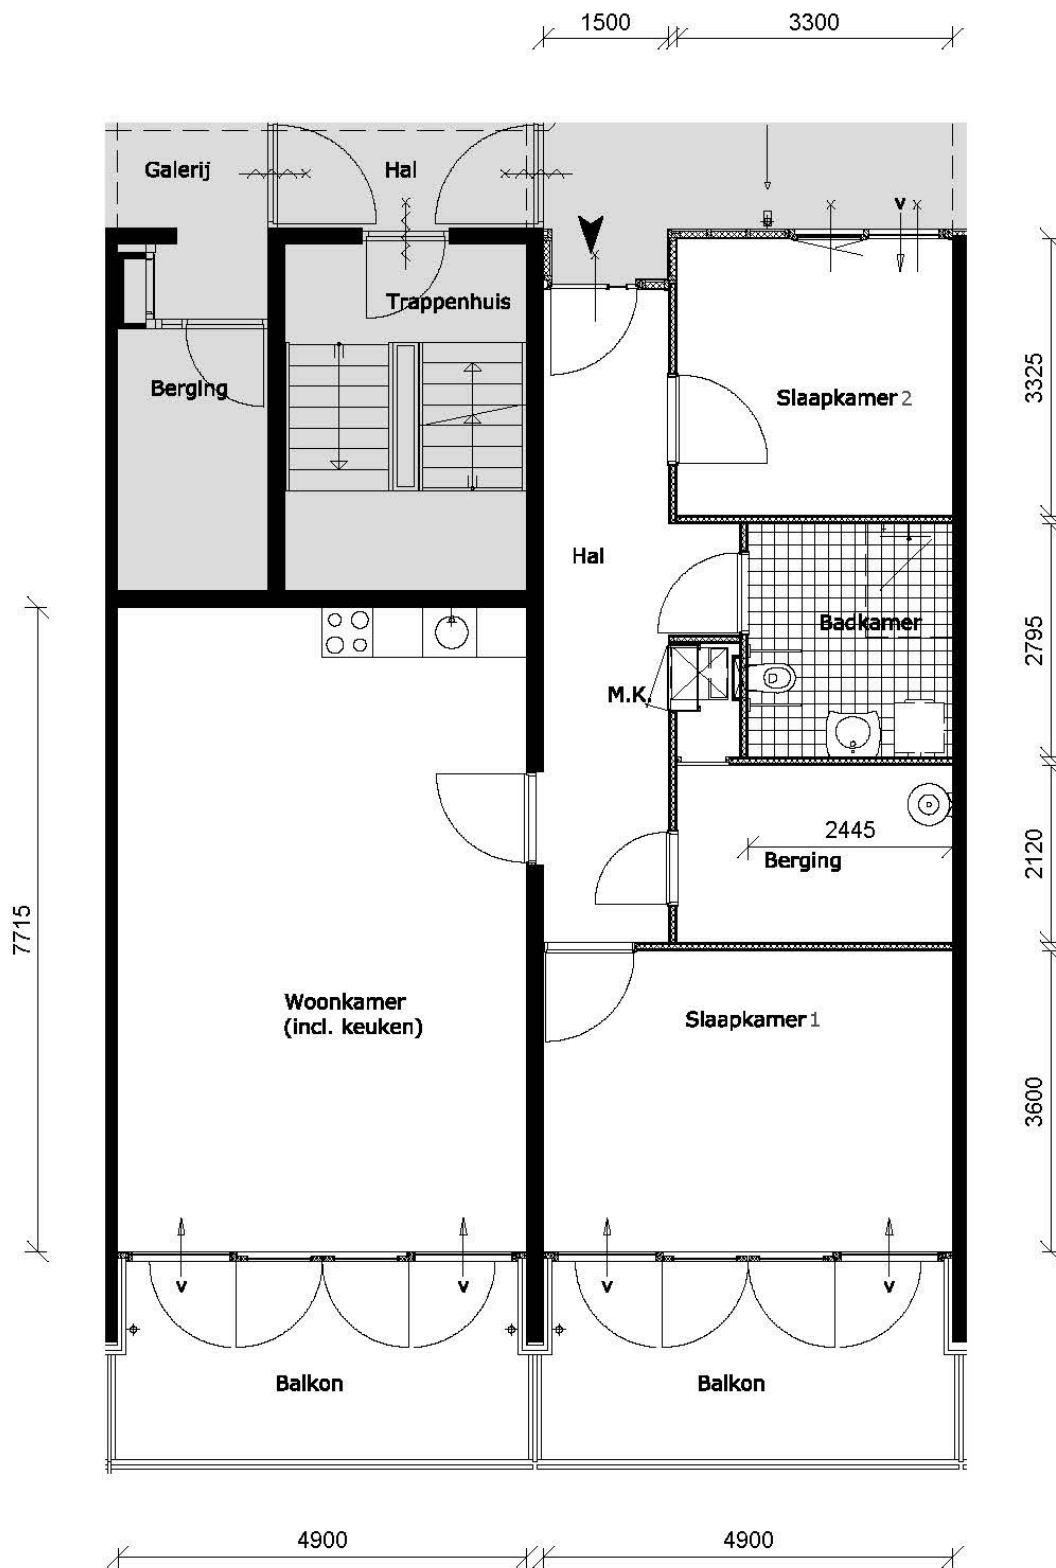 1500
3300
Galerij
Hal
v
Trappenhuis
3325
Berging
Slaapkamer 2
Hal
Badkamer
2795
M.K.
2445
Berging
2120
7715
Woonkamer
(incl. keuken)
Slaapkamer 1
3600
v
v
v
v
Balkon
Balkon
4900
4900